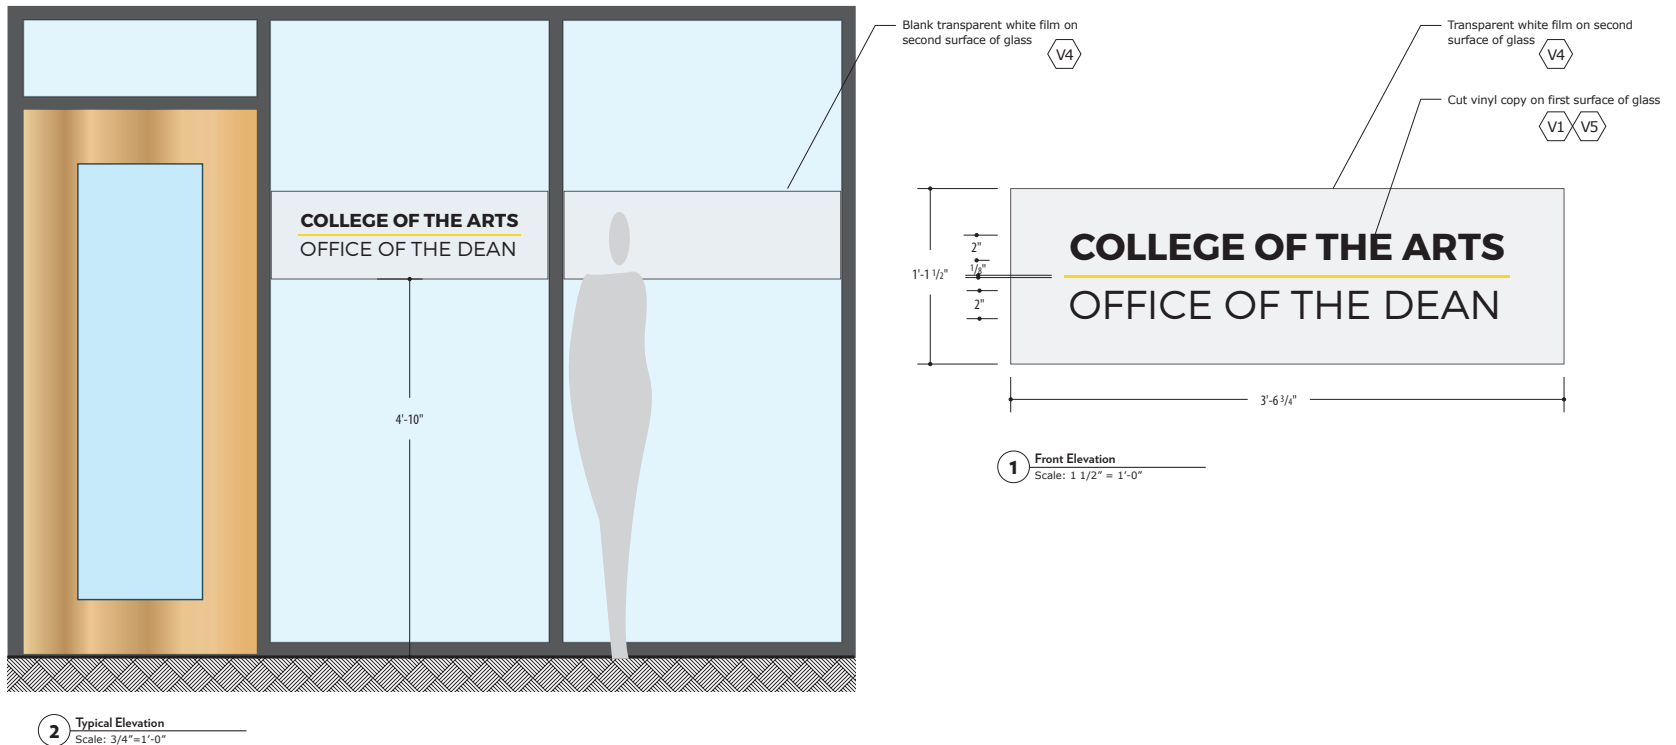 Blank transparent white film on
second surface of glass
V4
COLLEGE OF THE ARTS
OFFICE OF THE DEAN
4'-10"
2
Typical Elevation
Scale: 3/4”=1’-0”
Transparent white film on second
surface of glass
V4
Cut vinyl copy on first surface of glass
V1 V5
2"
1/8"
1'-1 1/2"
2"
COLLEGE OF THE ARTS
OFFICE OF THE DEAN
3'-6 3/4"
1
Front Elevation
Scale: 1 1/2” = 1’-0”